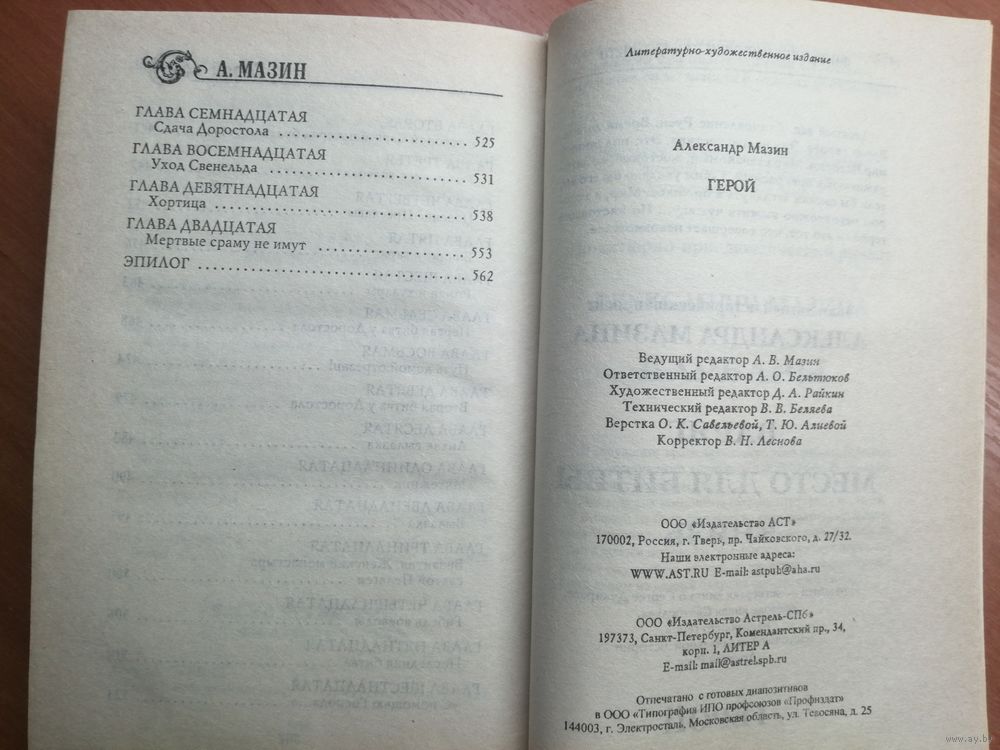 А. МАЗИН
ГЛАВА СЕМНАДЦАТАЯ
Сдача Доростола ........................ 525
ГЛАВА ВОСЕМНАДЦАТАЯ
Уход Свенельда ........................ 531
ГЛАВА ДЕВЯТНАДЦАТАЯ
Хортица ........................ 538
ГЛАВА ДВАДЦАТАЯ
Мертвые сраму не имут ................ 553
ЭПИЛОГ ........................ 562
Литературно-художественное издание
Александр Мазин
ГЕРОЙ
Ведущий редактор А. В. Мазин
Ответственный редактор А. О. Бельтюков
Художественный редактор Д. А. Райкин
Технический редактор В. В. Беляева
Верстка О. К. Савельевой, Т. Ю. Алиевой
Корректор В. Н. Леснова
ООО «Издательство АСТ»
170002, Россия, г. Тверь, пр. Чайковского, д. 27/32.
Наши электронные адреса:
WWW.AST.RU E-mail: astpub@aha.ru
ООО «Издательство Астрель-СПб»
197373, Санкт-Петербург, Комендантский пр., 34,
корп. 1, ЛИТЕР А
E-mail: mail@astrel.spb.ru
Отпечатано с готовых диапозитивов
в ООО «Типография ИПО профсоюзов «Профиздат»
144003, г. Электросталь, Московская область, ул. Тевосяна, д. 25
www.ay.by